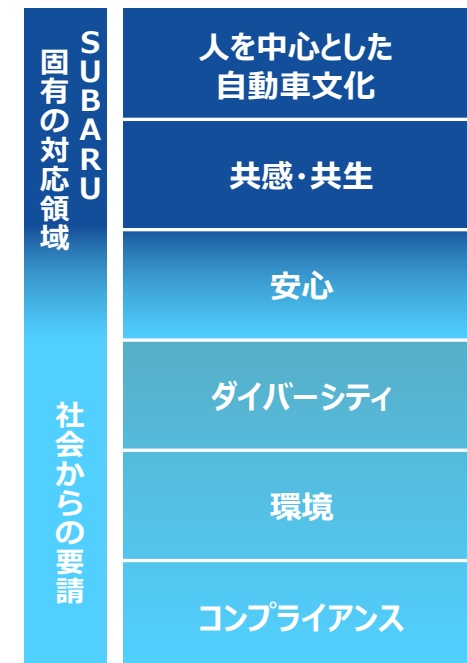 SUBARU
固有の対応領域
社会からの要請
人を中心とした
自動車文化
共感・共生
安心
ダイバーシティ
環境
コンプライアンス